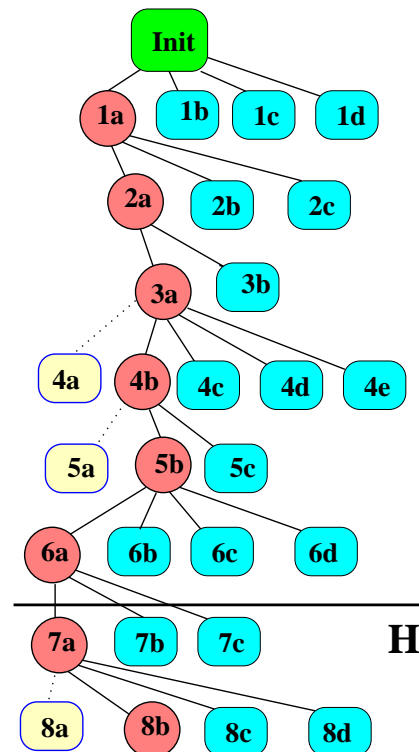 Init
1a 1b 1c 1d
2a 2b 2c
3a 3b
4a 4b 4c 4d 4e
5a 5b 5c
6a 6b 6c 6d
H
7a 7b 7c
8a 8b 8c 8d